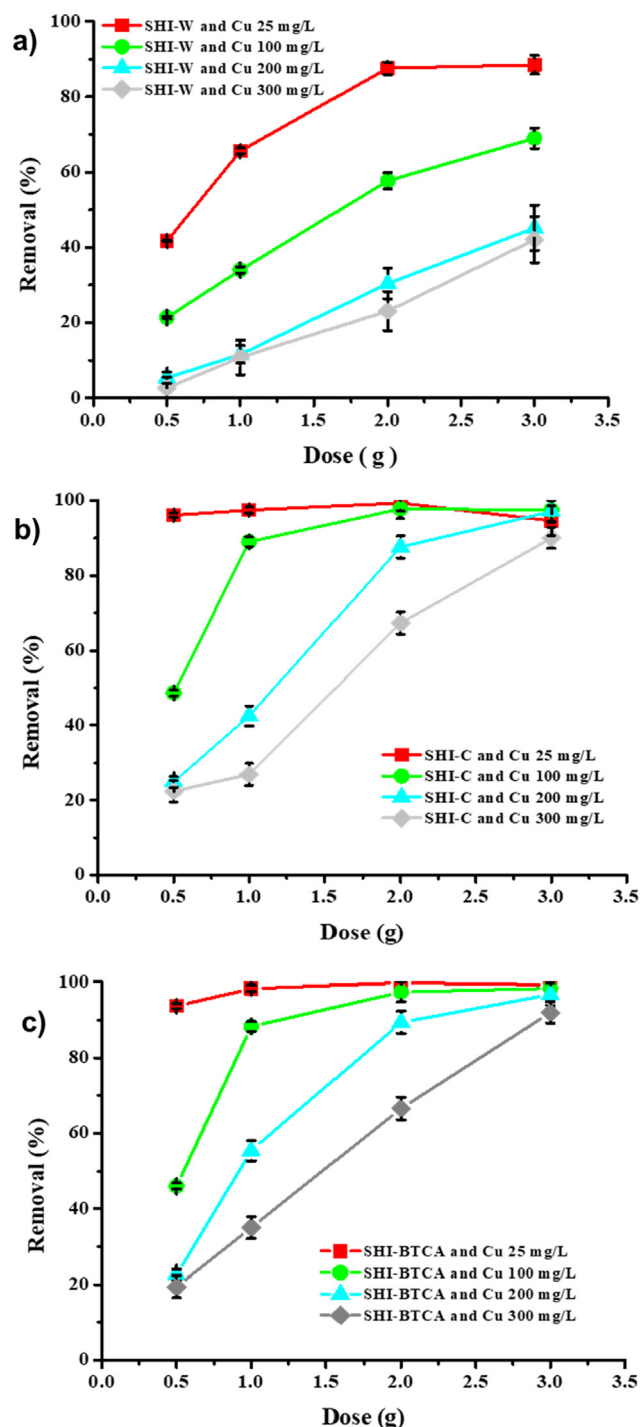 a)
SHI-W and Cu 25 mg/L
SHI-W and Cu 100 mg/L
SHI-W and Cu 200 mg/L
SHI-W and Cu 300 mg/L
100
80
60
40
20
0
Removal (%)
0.0 0.5 1.0 1.5 2.0 2.5 3.0 3.5
Dose ( g )
b)
100
80
60
40
20
0
Removal (%)
SHI-C and Cu 25 mg/L
SHI-C and Cu 100 mg/L
SHI-C and Cu 200 mg/L
SHI-C and Cu 300 mg/L
0.0 0.5 1.0 1.5 2.0 2.5 3.0 3.5
Dose (g)
c)
100
80
60
40
20
0
Removal (%)
SHI-BTCA and Cu 25 mg/L
SHI-BTCA and Cu 100 mg/L
SHI-BTCA and Cu 200 mg/L
SHI-BTCA and Cu 300 mg/L
0.0 0.5 1.0 1.5 2.0 2.5 3.0 3.5
Dose (g)